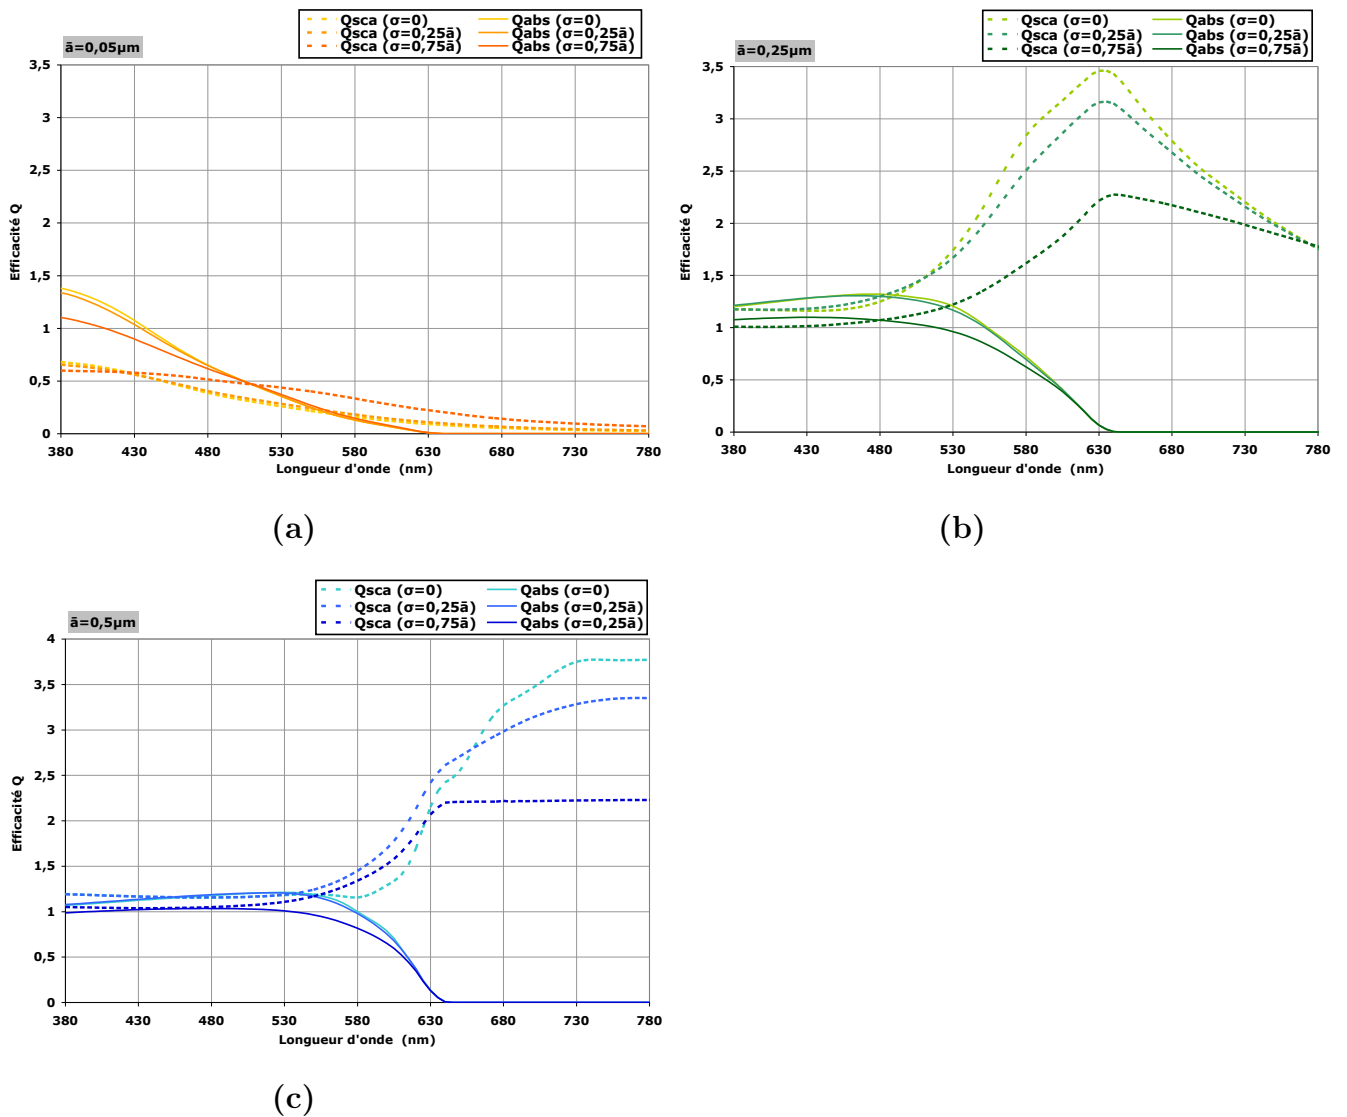 Qsca (σ=0) Qabs (σ=0)
Qsca (σ=0,25ā) Qabs (σ=0,25ā)
Qsca (σ=0,75ā) Qabs (σ=0,75ā)
ā=0,05µm
3,5
3
2,5
2
1,5
1
0,5
0
Efficacité Q
380 430 480 530 580 630 680 730 780
Longueur d'onde (nm)
(a)
Qsca (σ=0) Qabs (σ=0)
Qsca (σ=0,25ā) Qabs (σ=0,25ā)
Qsca (σ=0,75ā) Qabs (σ=0,75ā)
ā=0,25µm
3,5
3
2,5
2
1,5
1
0,5
0
Efficacité Q
380 430 480 530 580 630 680 730 780
Longueur d'onde (nm)
(b)
Qsca (σ=0) Qabs (σ=0)
Qsca (σ=0,25ā) Qabs (σ=0,25ā)
Qsca (σ=0,75ā) Qabs (σ=0,25ā)
ā=0,5µm
4
3,5
3
2,5
2
1,5
1
0,5
0
Efficacité Q
380 430 480 530 580 630 680 730 780
Longueur d'onde (nm)
(c)